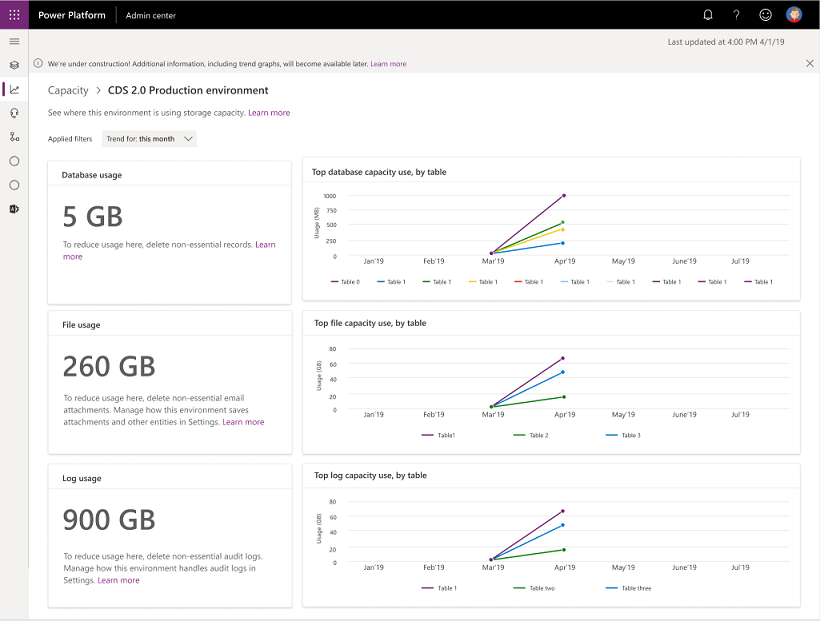 Power Platform Admin center
Last updated at 4:00 PM 4/1/19
We're under construction! Additional information, including trend graphs, will become available later. Learn more
Capacity > CDS 2.0 Production environment
See where this environment is using storage capacity. Learn more
Applied filters Trend for: this month
Database usage
5 GB
To reduce usage here, delete non-essential records. Learn
more
Top database capacity use, by table
Usage (MB)
1000
750
500
250
0
Jan'19 Feb'19 Mar'19 Apr'19 May'19 June'19 Jul'19
Table 0 Table 1 Table 1 Table 1 Table 1 Table 1 Table 1 Table 1 Table 1 Table 1
File usage
260 GB
To reduce usage here, delete non-essential email
attachments. Manage how this environment saves
attachments and other entities in Settings. Learn more
Top file capacity use, by table
Usage (GB)
80
60
40
20
0
Jan'19 Feb'19 Mar'19 Apr'19 May'19 June'19 Jul'19
Table1 Table 2 Table 3
Log usage
900 GB
To reduce usage here, delete non-essential audit logs.
Manage how this environment handles audit logs in
Settings. Learn more
Top log capacity use, by table
Usage (GB)
80
60
40
20
0
Jan'19 Feb'19 Mar'19 Apr'19 May'19 June'19 Jul'19
Table 1 Table two Table three